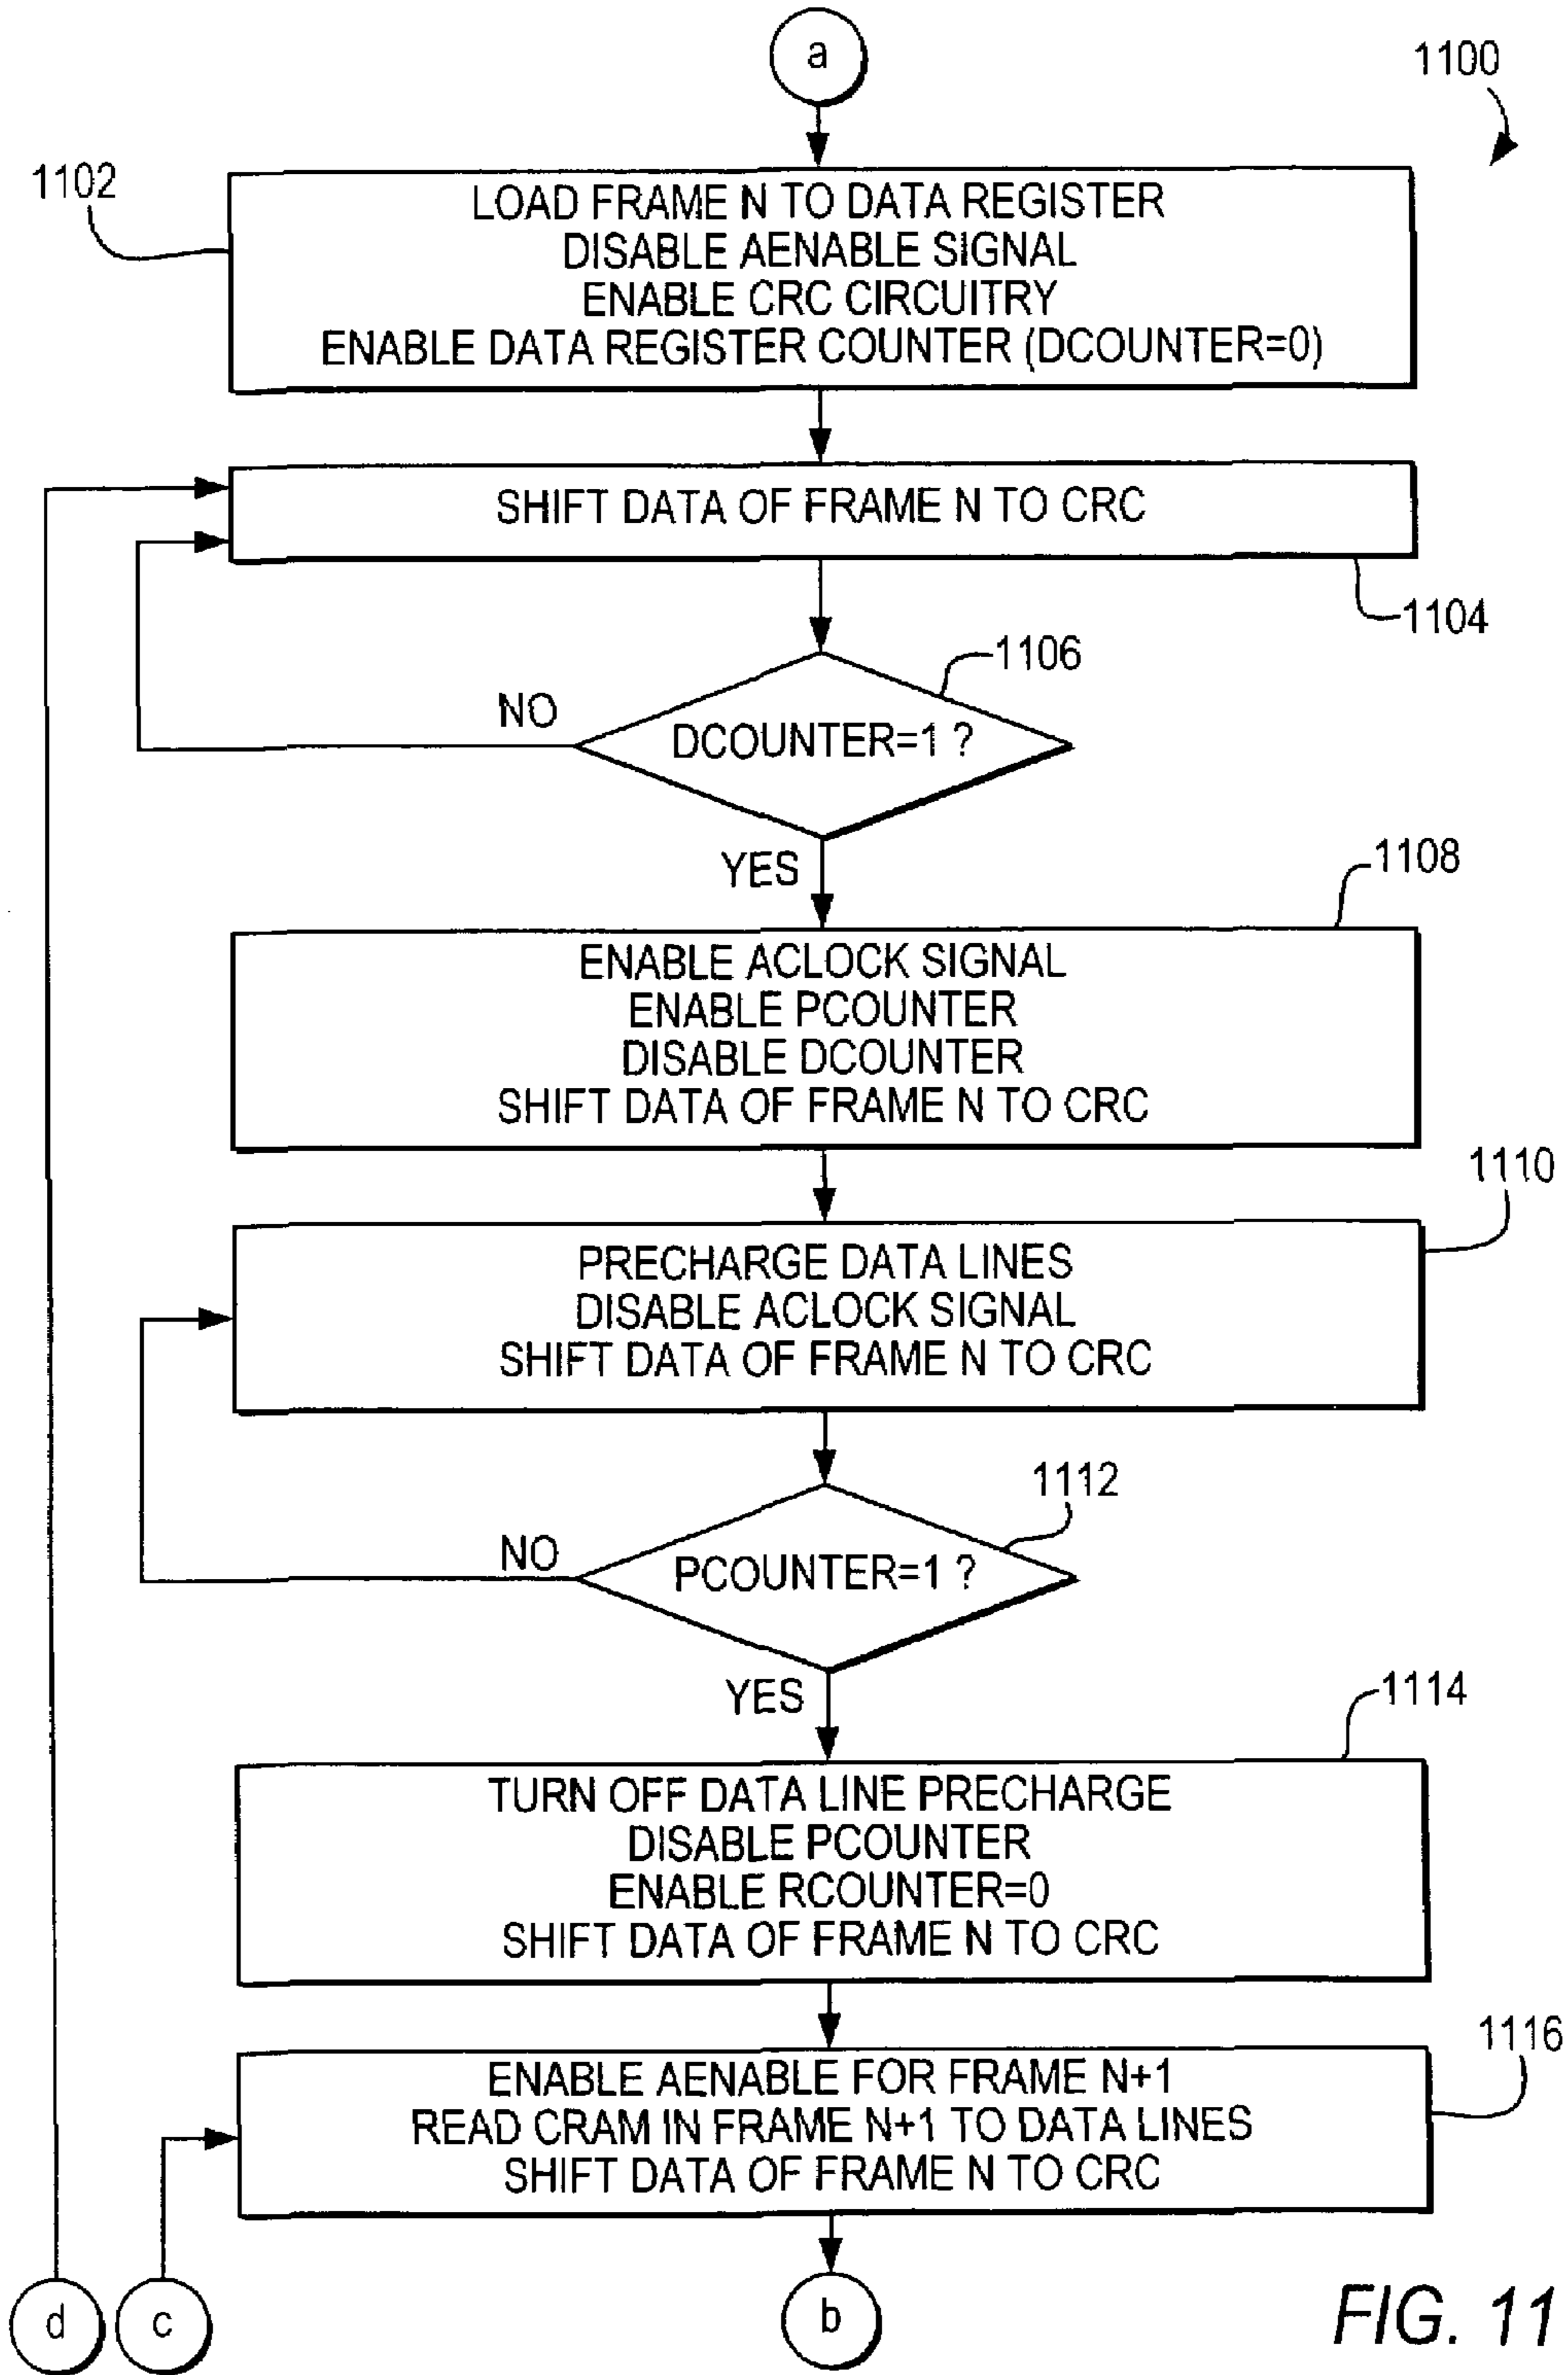 a
1100
1102
LOAD FRAME N TO DATA REGISTER
DISABLE AENABLE SIGNAL
ENABLE CRC CIRCUITRY
ENABLE DATA REGISTER COUNTER (DCOUNTER=0)
SHIFT DATA OF FRAME N TO CRC
1104
1106
NO
DCOUNTER=1 ?
YES
1108
ENABLE ACLOCK SIGNAL
ENABLE PCOUNTER
DISABLE DCOUNTER
SHIFT DATA OF FRAME N TO CRC
1110
PRECHARGE DATA LINES
DISABLE ACLOCK SIGNAL
SHIFT DATA OF FRAME N TO CRC
1112
NO
PCOUNTER=1 ?
YES
1114
TURN OFF DATA LINE PRECHARGE
DISABLE PCOUNTER
ENABLE RCOUNTER=0
SHIFT DATA OF FRAME N TO CRC
1116
ENABLE AENABLE FOR FRAME N+1
READ CRAM IN FRAME N+1 TO DATA LINES
SHIFT DATA OF FRAME N TO CRC
d
c
b
FIG. 11